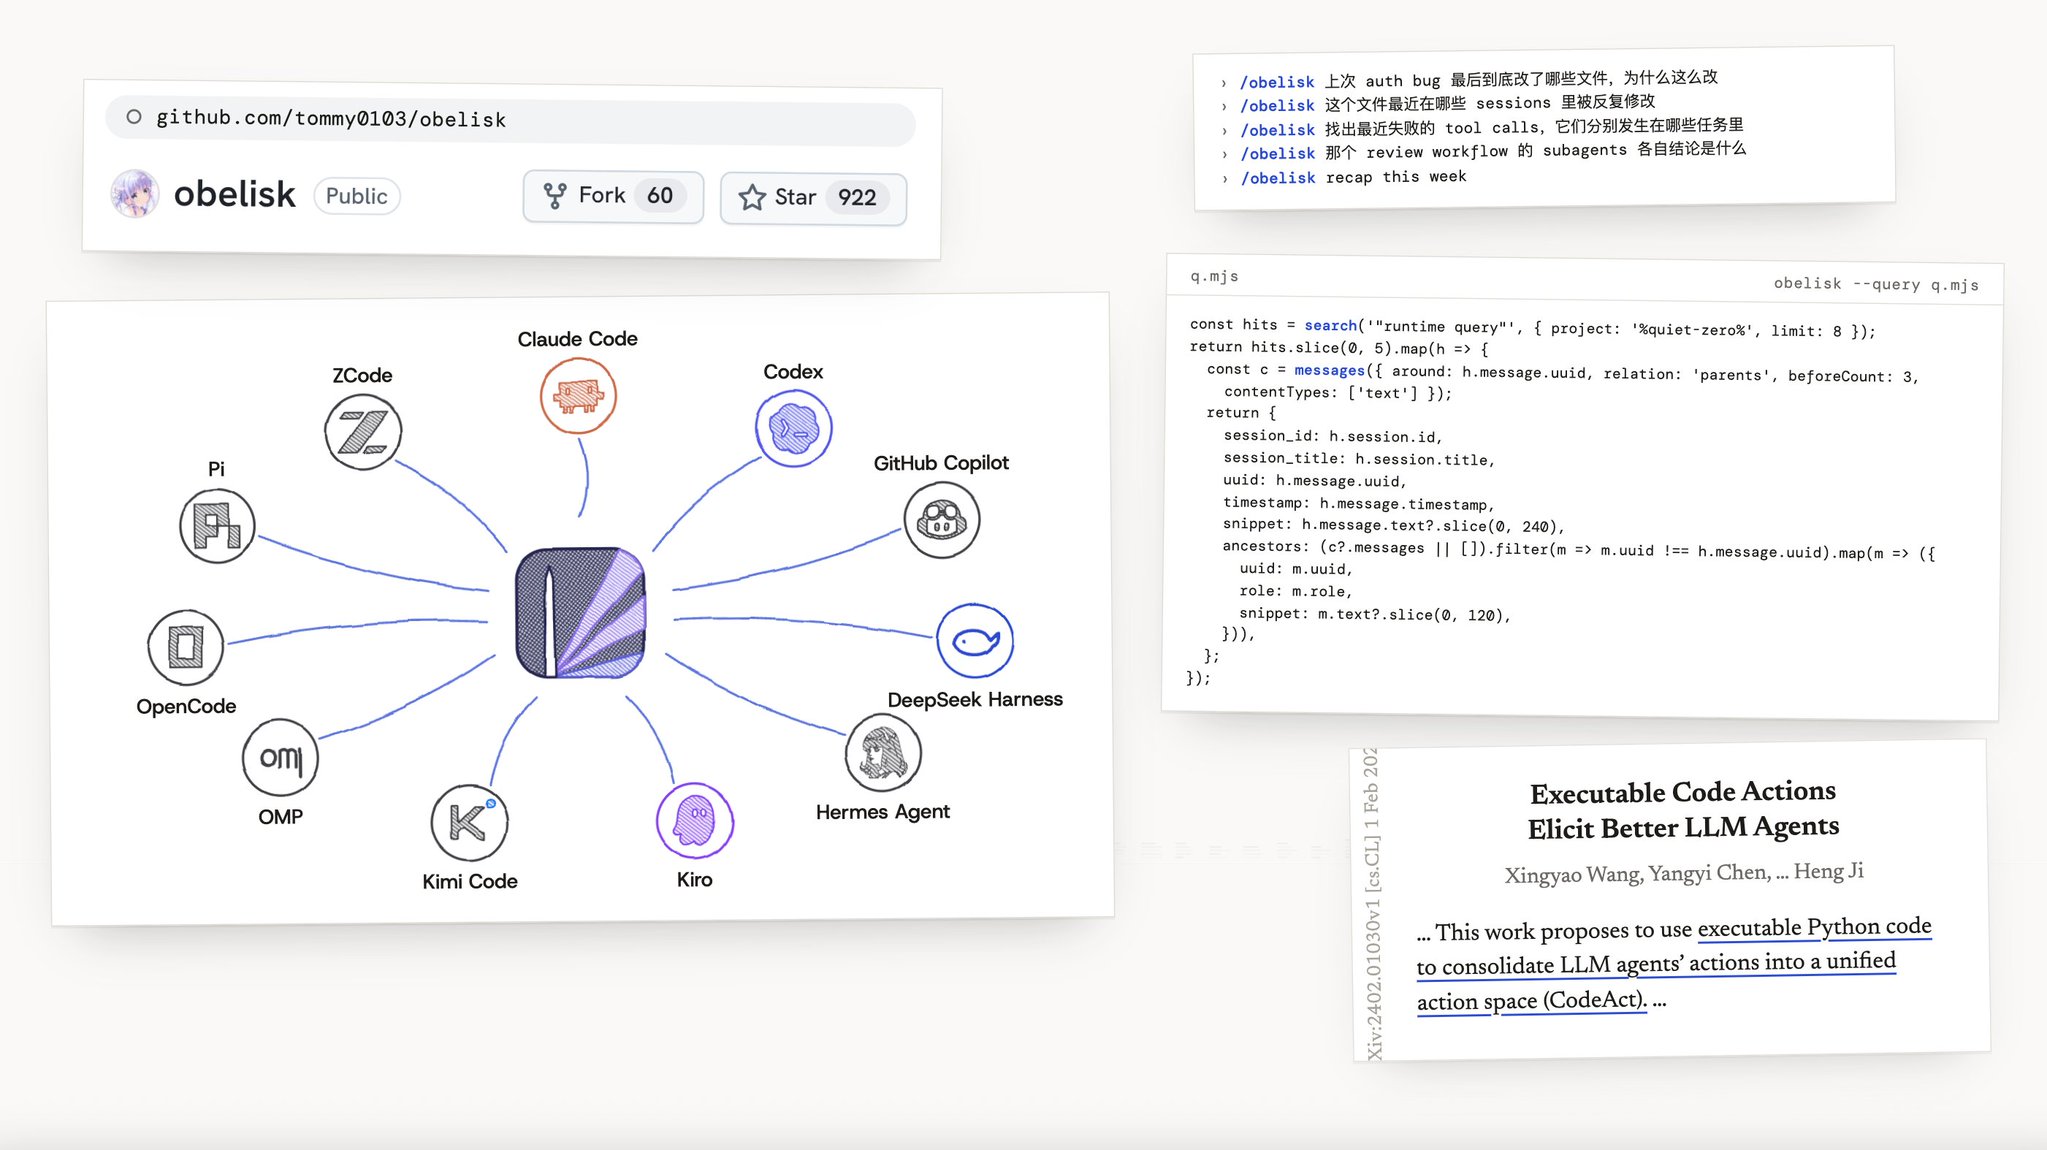 github.com/tommy0103/obelisk
obelisk Public Fork 60 Star 922
Claude Code
ZCode
Codex
Pi
GitHub Copilot
OpenCode
DeepSeek Harness
OMP
Hermes Agent
Kimi Code
Kiro
› /obelisk 上次 auth bug 最后到底改了哪些文件，为什么这么改
› /obelisk 这个文件最近在哪些 sessions 里被反复修改
› /obelisk 找出最近失败的 tool calls，它们分别发生在哪些任务里
› /obelisk 那个 review workflow 的 subagents 各自结论是什么
› /obelisk recap this week
q.mjs obelisk --query q.mjs
const hits = search('"runtime query"', { project: '%quiet-zero%', limit: 8 });
return hits.slice(0, 5).map(h => {
const c = messages({ around: h.message.uuid, relation: 'parents', beforeCount: 3,
contentTypes: ['text'] });
return {
session_id: h.session.id,
session_title: h.session.title,
uuid: h.message.uuid,
timestamp: h.message.timestamp,
snippet: h.message.text?.slice(0, 240),
ancestors: (c?.messages || []).filter(m => m.uuid !== h.message.uuid).map(m => ({
uuid: m.uuid,
role: m.role,
snippet: m.text?.slice(0, 120),
})),
};
});
Xiv:2402.01030v1 [cs.CL] 1 Feb 202
Executable Code Actions
Elicit Better LLM Agents
Xingyao Wang, Yangyi Chen, ... Heng Ji
... This work proposes to use executable Python code
to consolidate LLM agents’ actions into a unified
action space (CodeAct). ...